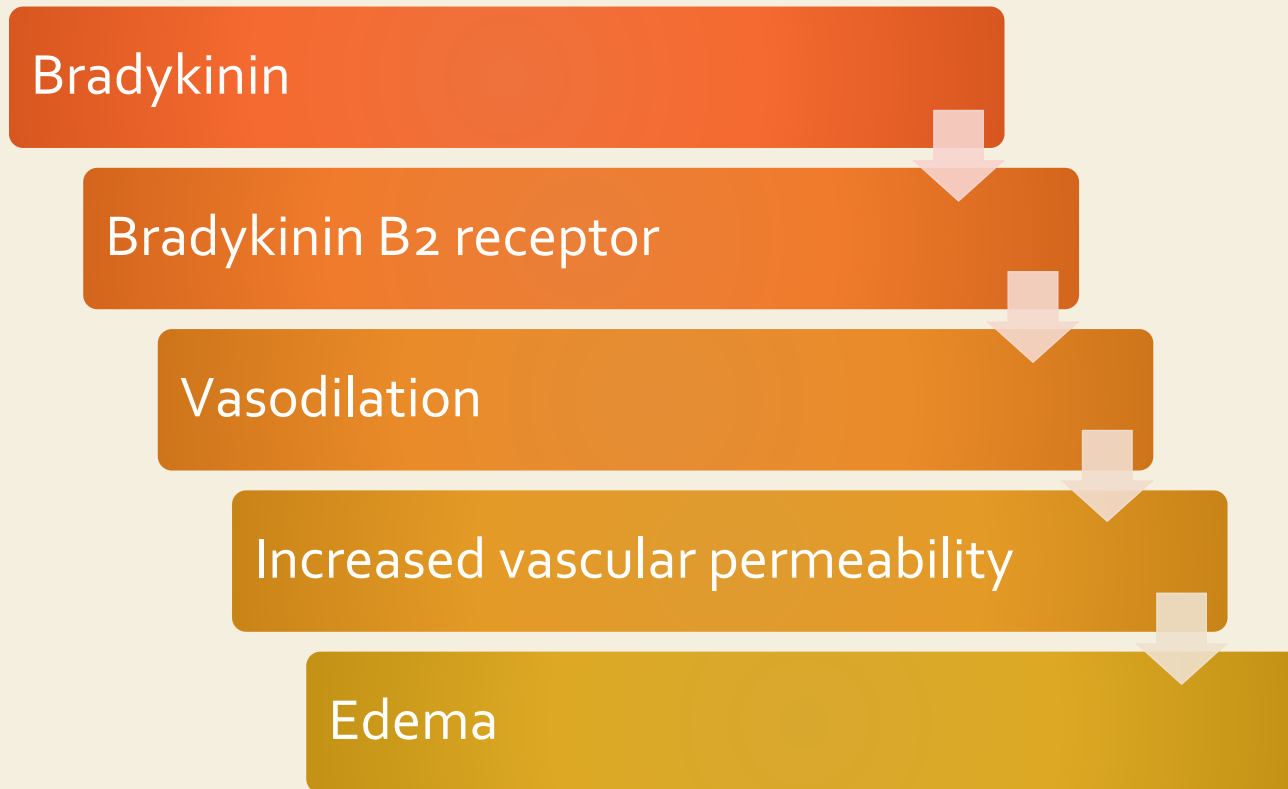 Bradykinin
Bradykinin B2 receptor
Vasodilation
Increased vascular permeability
Edema